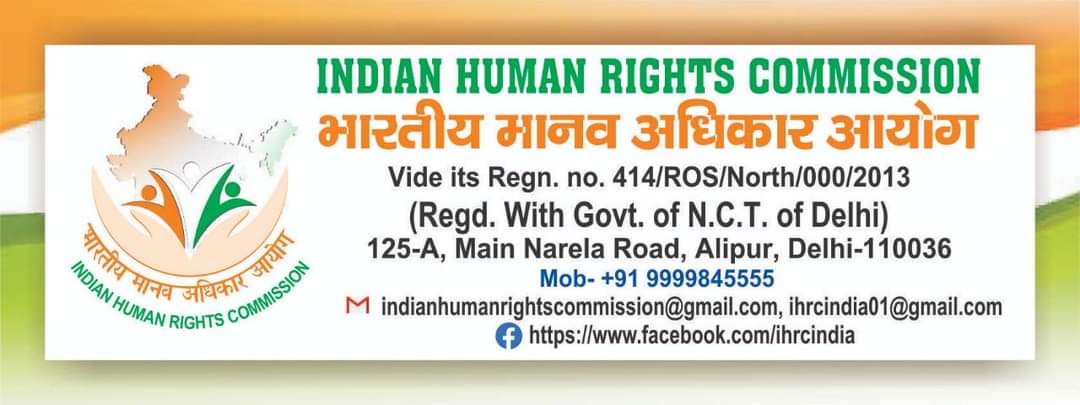 INDIAN HUMAN RIGHTS COMMISSION
भारतीय मानव अधिकार आयोग
Vide its Regn. no. 414/ROS/North/000/2013
(Regd. With Govt. of N.C.T. of Delhi)
125-A, Main Narela Road, Alipur, Delhi-110036
Mob- +91 9999845555
indianhumanrightscommission@gmail.com, ihrcindia01@gmail.com
https://www.facebook.com/ihrcindia
भारतीय मानव अधिकार आयोग
INDIAN HUMAN RIGHTS COMMISSION